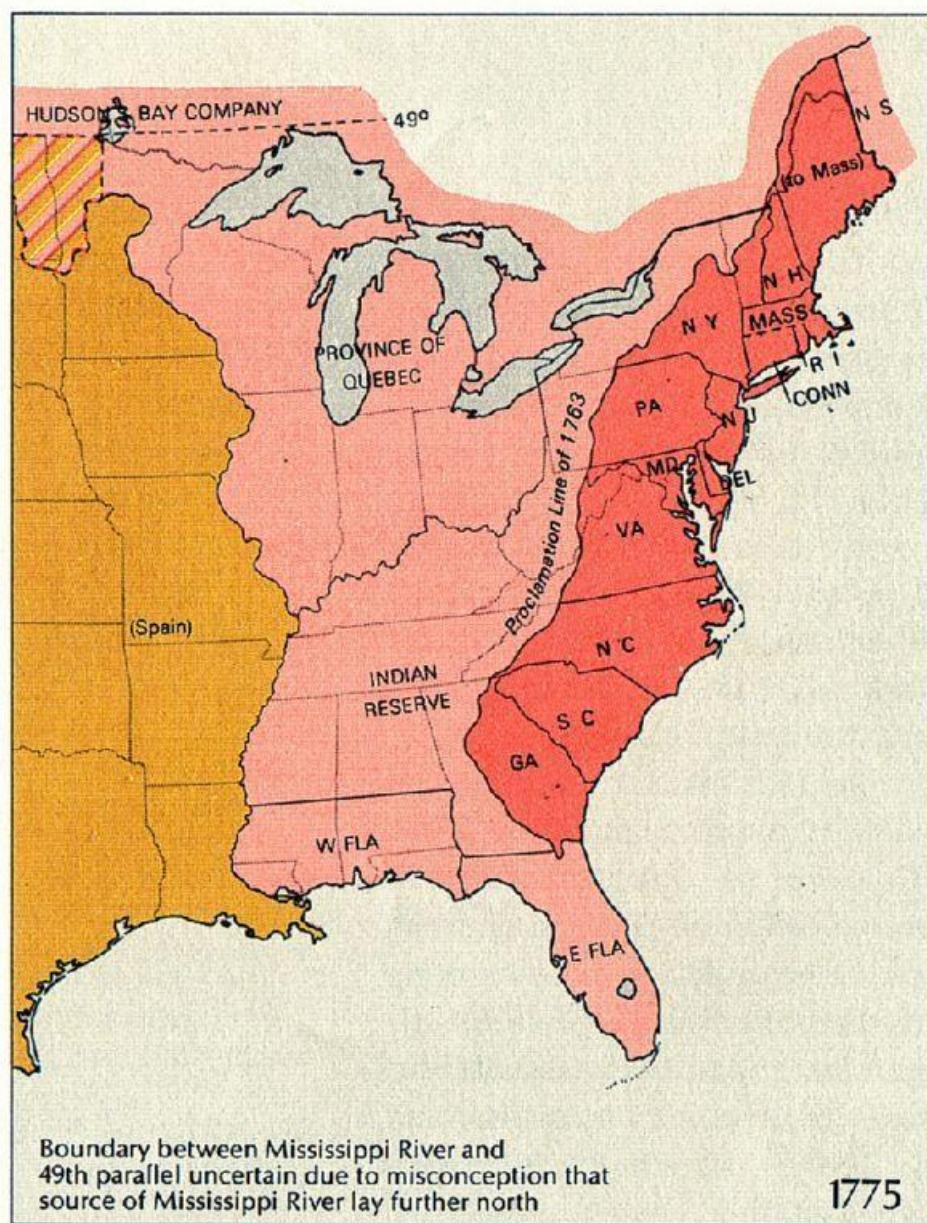 HUDSON'S BAY COMPANY
49°
N S
(to Mass)
N H
N Y
MASS
R I
CONN
PROVINCE OF
QUEBEC
PA
N J
Proclamation Line of 1763
MD
DEL
VA
(Spain)
N C
INDIAN
RESERVE
S C
GA
W FLA
E FLA
Boundary between Mississippi River and
49th parallel uncertain due to misconception that
source of Mississippi River lay further north
1775